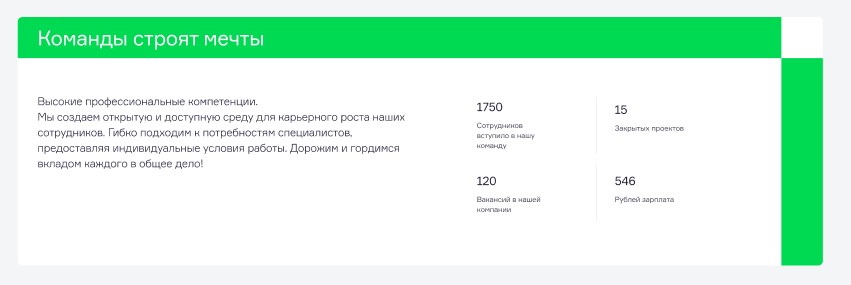 Команды строят мечты
Высокие профессиональные компетенции.
Мы создаем открытую и доступную среду для карьерного роста наших
сотрудников. Гибко подходим к потребностям специалистов,
предоставляя индивидуальные условия работы. Дорожим и гордимся
вкладом каждого в общее дело!
1750
Сотрудников
вступило в нашу
команду
15
Закрытых проектов
120
Вакансий в нашей
компании
546
Рублей зарплата